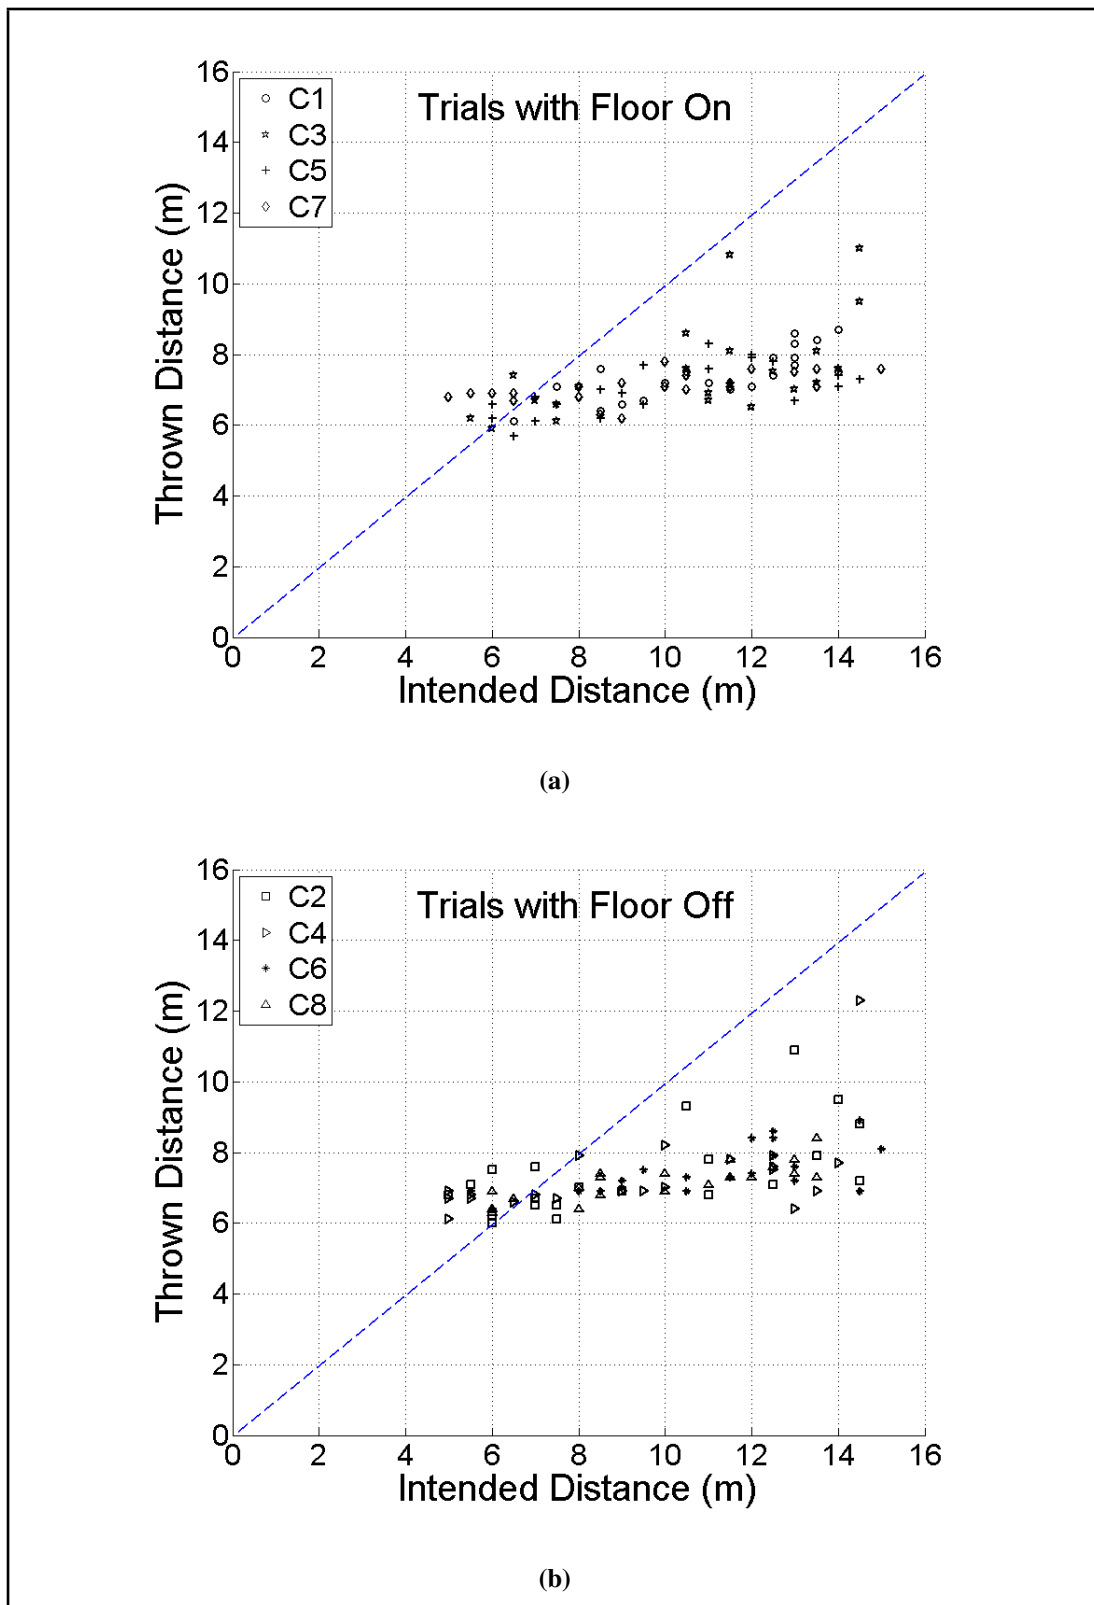 Trials with Floor On
C1
C3
C5
C7
16
14
12
10
8
6
4
2
0
Thrown Distance (m)
0 2 4 6 8 10 12 14 16
Intended Distance (m)
(a)
Trials with Floor Off
C2
C4
C6
C8
16
14
12
10
8
6
4
2
0
Thrown Distance (m)
0 2 4 6 8 10 12 14 16
Intended Distance (m)
(b)